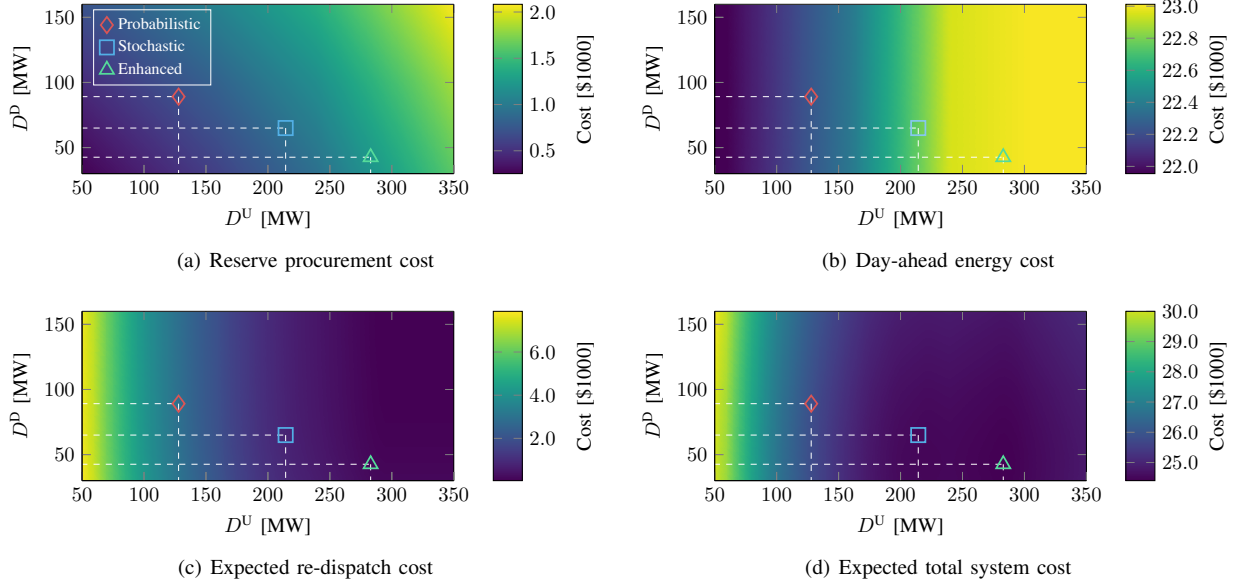 Probabilistic
Stochastic
Enhanced
150
100
50
D^D [MW]
50 100 150 200 250 300 350
D^U [MW]
2.0
1.5
1.0
0.5
Cost [$1000]
(a) Reserve procurement cost
150
100
50
D^D [MW]
50 100 150 200 250 300 350
D^U [MW]
23.0
22.8
22.6
22.4
22.2
22.0
Cost [$1000]
(b) Day-ahead energy cost
150
100
50
D^D [MW]
50 100 150 200 250 300 350
D^U [MW]
6.0
4.0
2.0
Cost [$1000]
(c) Expected re-dispatch cost
150
100
50
D^D [MW]
50 100 150 200 250 300 350
D^U [MW]
30.0
29.0
28.0
27.0
26.0
25.0
Cost [$1000]
(d) Expected total system cost